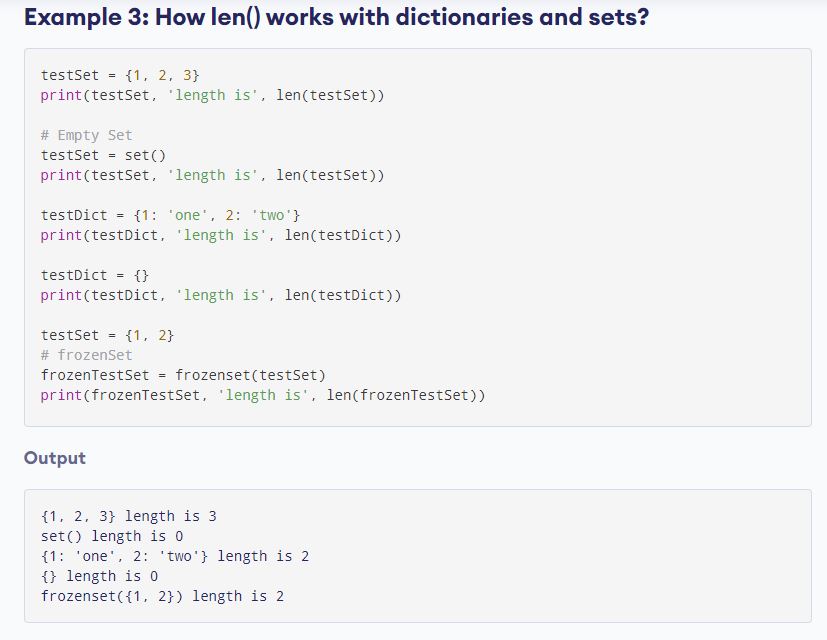 Example 3: How len() works with dictionaries and sets?
testSet = {1, 2, 3}
print(testSet, 'length is', len(testSet))
# Empty Set
testSet = set()
print(testSet, 'length is', len(testSet))
testDict = {1: 'one', 2: 'two'}
print(testDict, 'length is', len(testDict))
testDict = {}
print(testDict, 'length is', len(testDict))
testSet = {1, 2}
# frozenSet
frozenTestSet = frozenset(testSet)
print(frozenTestSet, 'length is', len(frozenTestSet))
Output
{1, 2, 3} length is 3
set() length is 0
{1: 'one', 2: 'two'} length is 2
{} length is 0
frozenset({1, 2}) length is 2